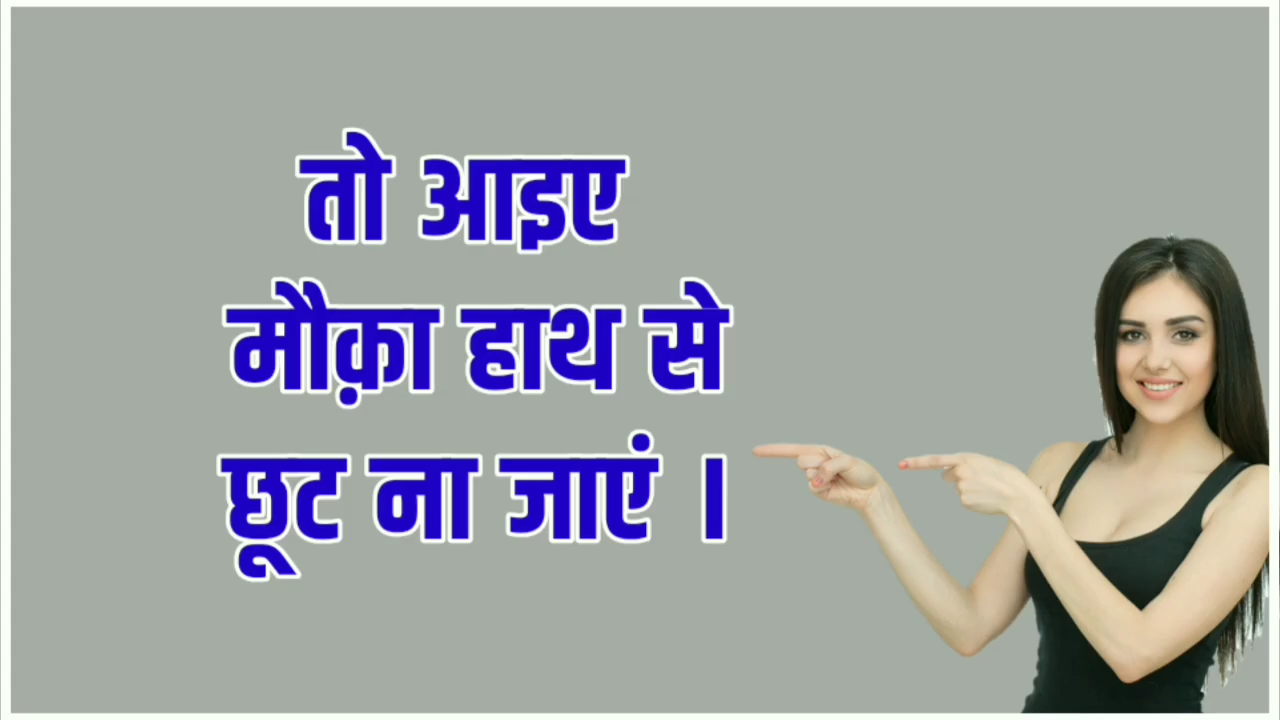 तो आइए
मौक़ा हाथ से
छूट ना जाएं ।